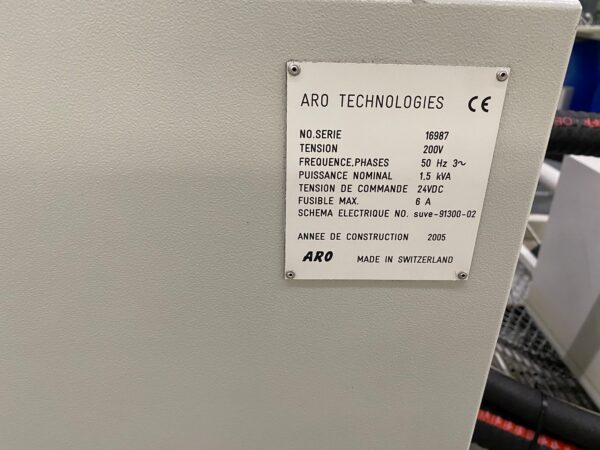 ARO TECHNOLOGIES CE
NO.SERIE 16987
TENSION 200V
FREQUENCE,PHASES 50 Hz 3~
PUISSANCE NOMINAL 1.5 kVA
TENSION DE COMMANDE 24VDC
FUSIBLE MAX. 6 A
SCHEMA ELECTRIQUE NO. suve-91300-02
ANNEE DE CONSTRUCTION 2005
ARO MADE IN SWITZERLAND